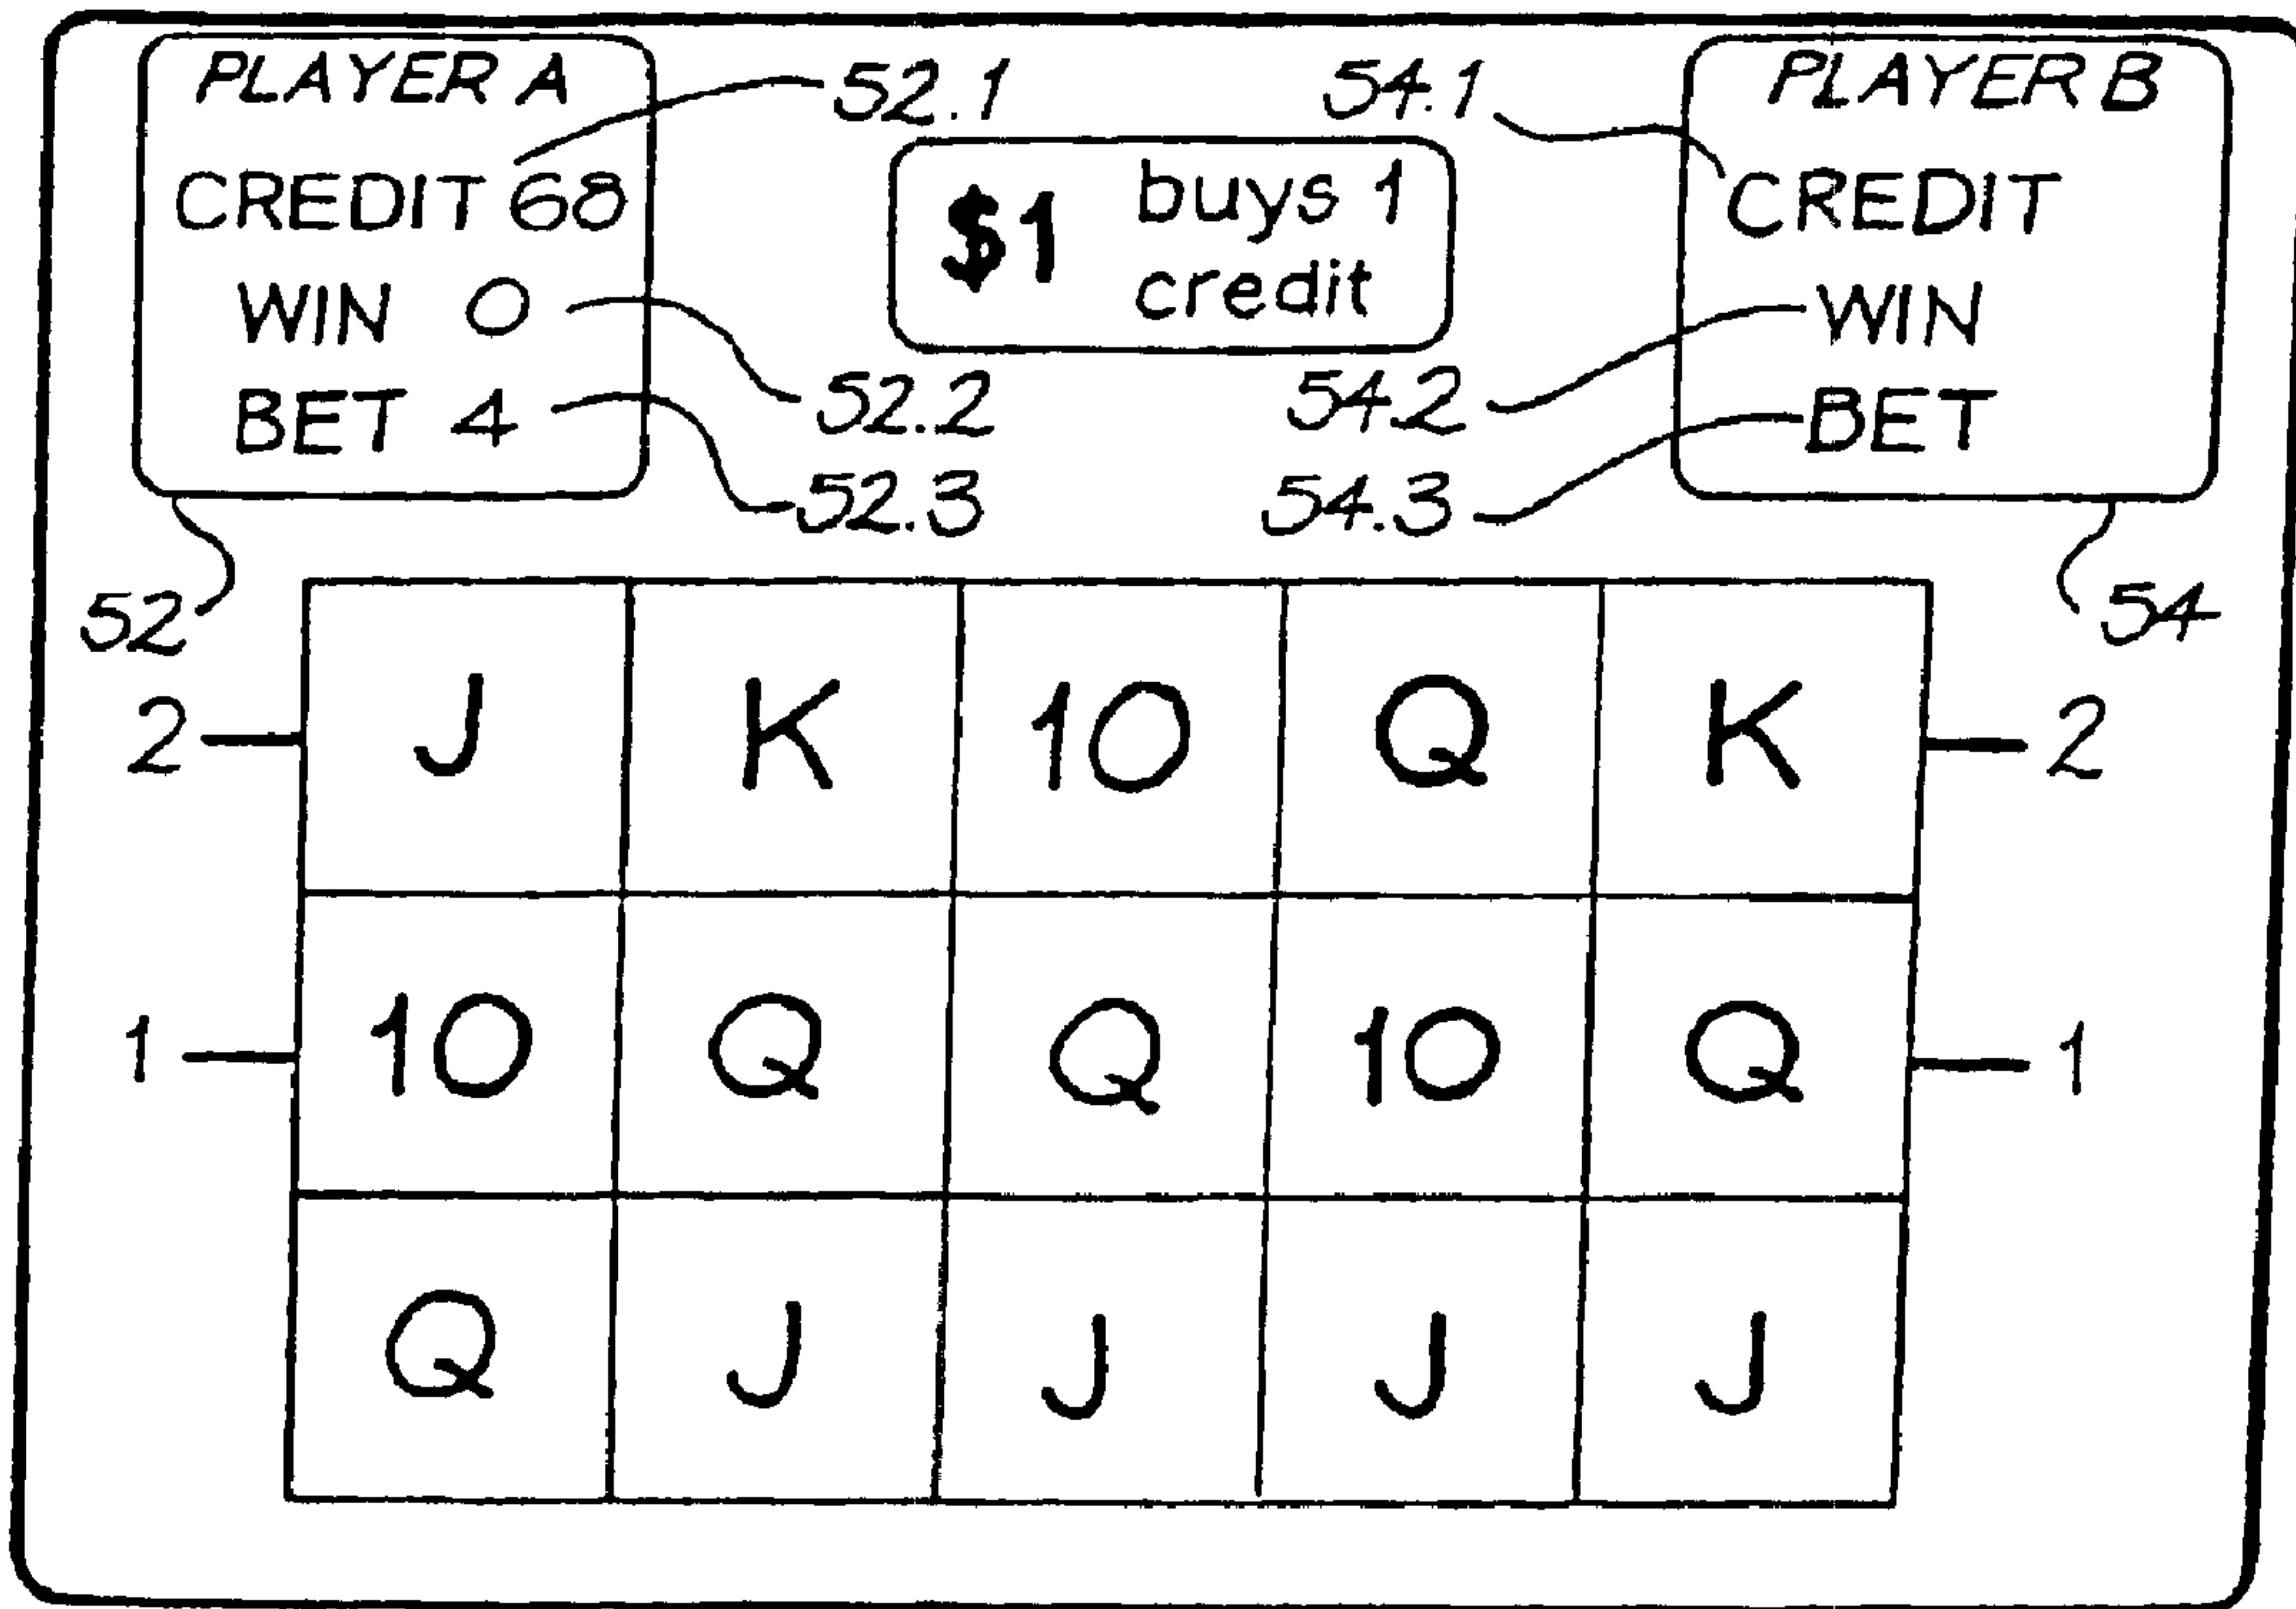 PLAYER A
CREDIT 68
WIN 0
BET 4
52.1
52.2
52.3
52
$1 buys 1
credit
54.1
54.2
54.3
PLAYER B
CREDIT
WIN
BET
54
2 J K 10 Q K 2
1 10 Q Q 10 Q 1
Q J J J J